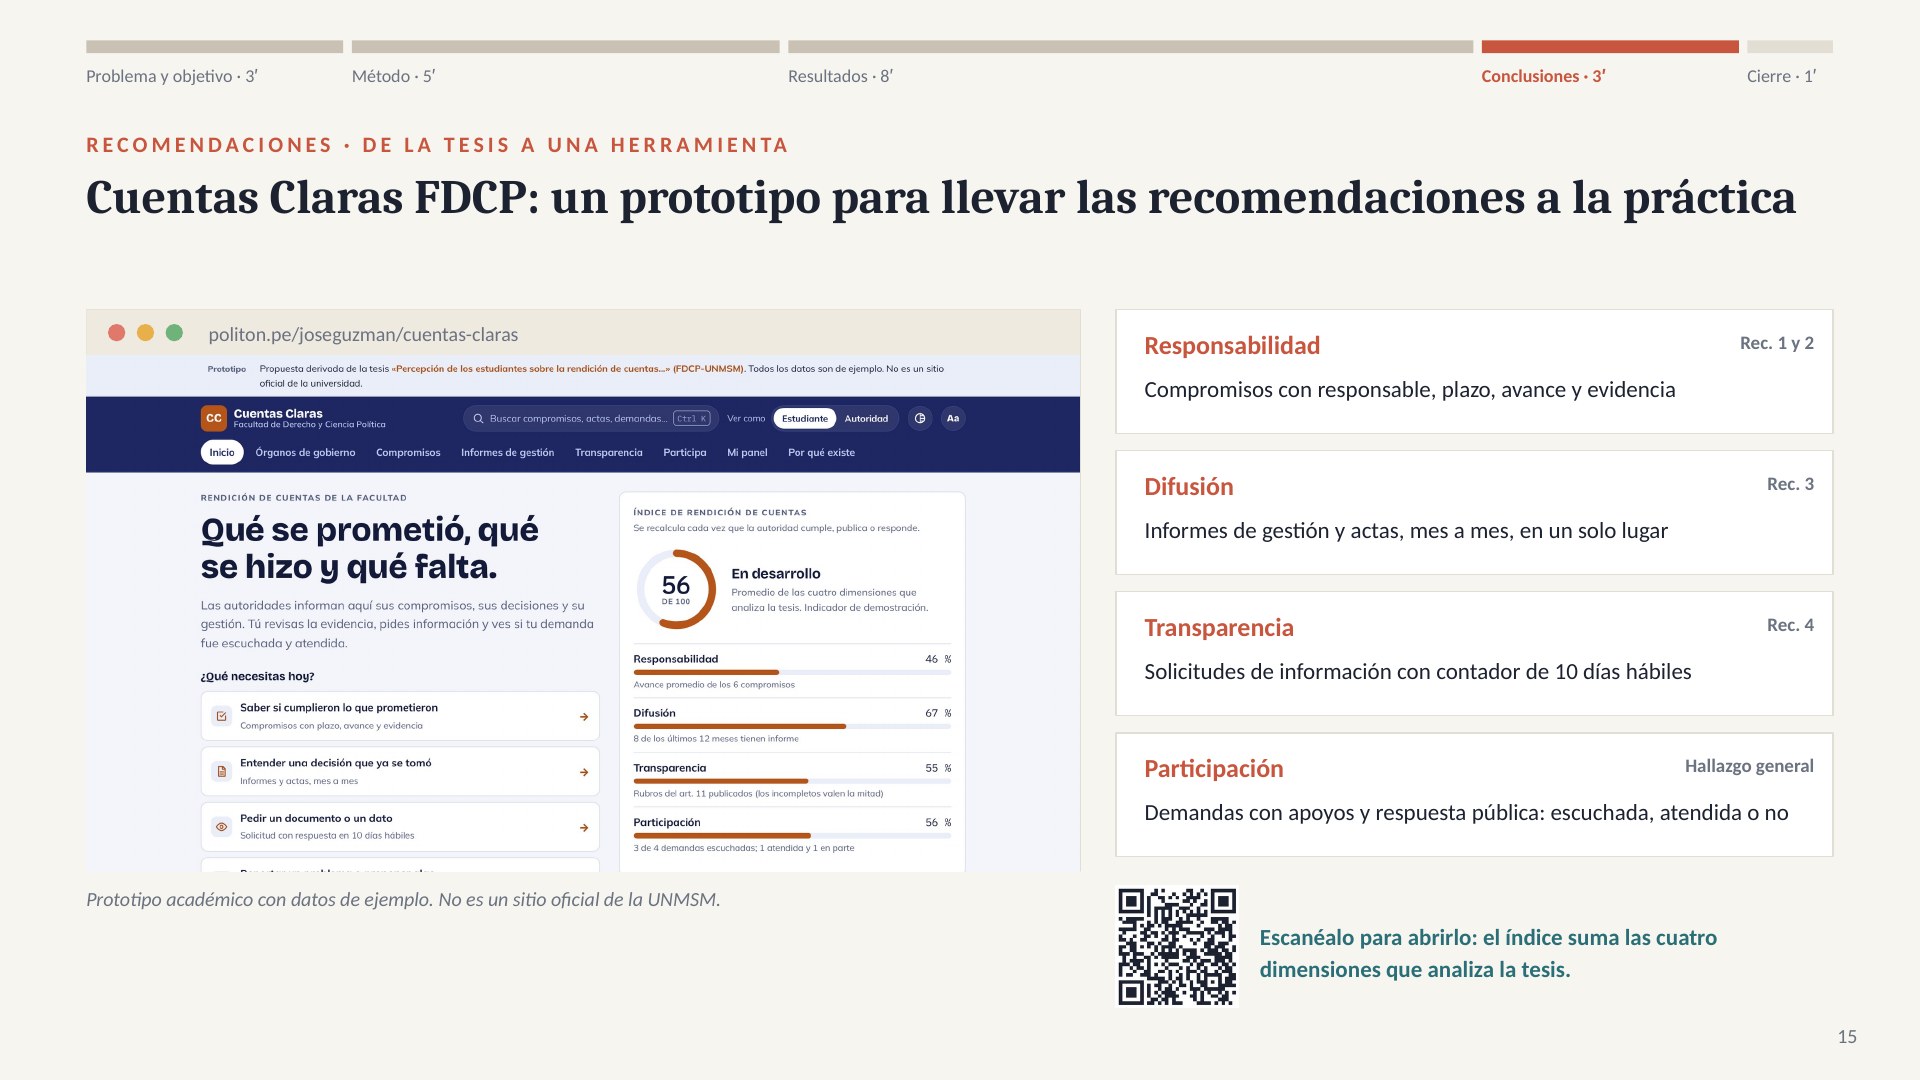 Problema y objetivo · 3′
Método · 5′
Resultados · 8′
Conclusiones · 3′
Cierre · 1′
RECOMENDACIONES · DE LA TESIS A UNA HERRAMIENTA
Cuentas Claras FDCP: un prototipo para llevar las recomendaciones a la práctica
politon.pe/joseguzman/cuentas-claras
Prototipo
Propuesta derivada de la tesis «Percepción de los estudiantes sobre la rendición de cuentas...» (FDCP-UNMSM). Todos los datos son de ejemplo. No es un sitio
oficial de la universidad.
CC
Cuentas Claras
Facultad de Derecho y Ciencia Política
Buscar compromisos, actas, demandas... Ctrl K
Ver como
Estudiante
Autoridad
Aa
Inicio
Órganos de gobierno
Compromisos
Informes de gestión
Transparencia
Participa
Mi panel
Por qué existe
RENDICIÓN DE CUENTAS DE LA FACULTAD
Qué se prometió, qué
se hizo y qué falta.
Las autoridades informan aquí sus compromisos, sus decisiones y su
gestión. Tú revisas la evidencia, pides información y ves si tu demanda
fue escuchada y atendida.
¿Qué necesitas hoy?
Saber si cumplieron lo que prometieron
Compromisos con plazo, avance y evidencia
Entender una decisión que ya se tomó
Informes y actas, mes a mes
Pedir un documento o un dato
Solicitud con respuesta en 10 días hábiles
ÍNDICE DE RENDICIÓN DE CUENTAS
Se recalcula cada vez que la autoridad cumple, publica o responde.
56
DE 100
En desarrollo
Promedio de las cuatro dimensiones que
analiza la tesis. Indicador de demostración.
Responsabilidad 46 %
Avance promedio de los 6 compromisos
Difusión 67 %
8 de los últimos 12 meses tienen informe
Transparencia 55 %
Rubros del art. 11 publicados (los incompletos valen la mitad)
Participación 56 %
3 de 4 demandas escuchadas; 1 atendida y 1 en parte
Prototipo académico con datos de ejemplo. No es un sitio oficial de la UNMSM.
Responsabilidad
Rec. 1 y 2
Compromisos con responsable, plazo, avance y evidencia
Difusión
Rec. 3
Informes de gestión y actas, mes a mes, en un solo lugar
Transparencia
Rec. 4
Solicitudes de información con contador de 10 días hábiles
Participación
Hallazgo general
Demandas con apoyos y respuesta pública: escuchada, atendida o no
Escanéalo para abrirlo: el índice suma las cuatro
dimensiones que analiza la tesis.
15